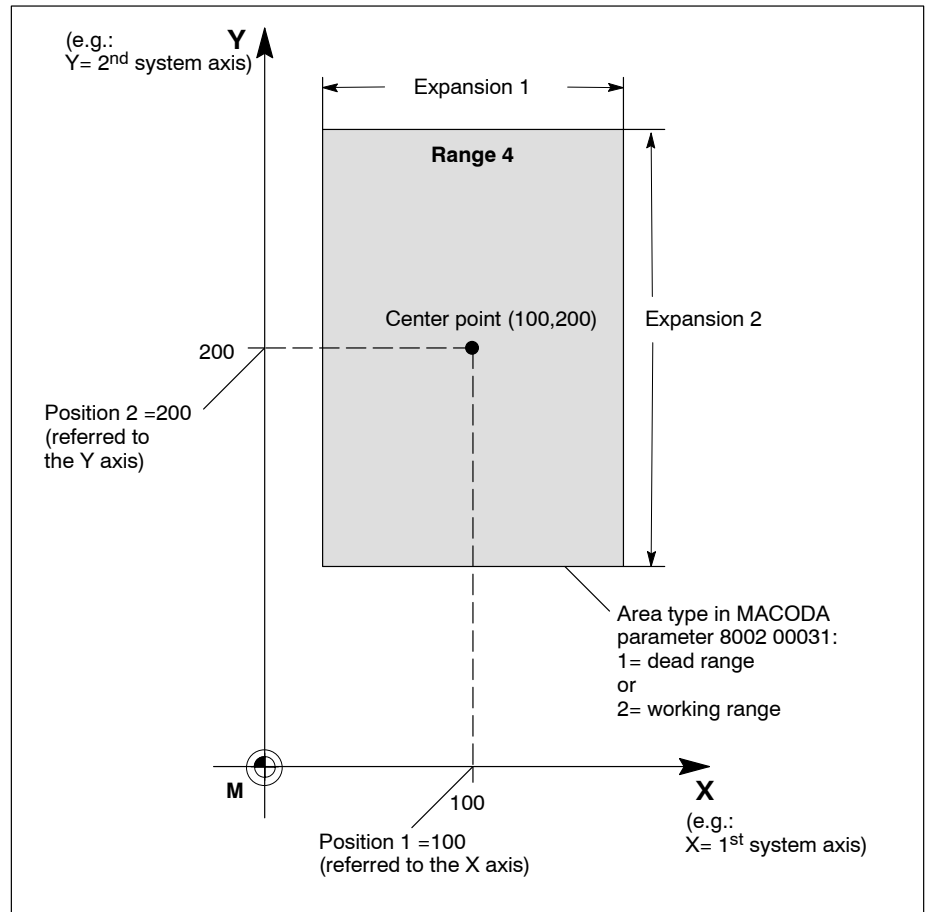 (e.g.:
Y= 2nd system axis)
Y
Expansion 1
Range 4
Center point (100,200)
Expansion 2
200
Position 2 =200
(referred to
the Y axis)
Area type in MACODA
parameter 8002 00031:
1= dead range
or
2= working range
M
100
X
(e.g.:
X= 1st system axis)
Position 1 =100
(referred to the X axis)